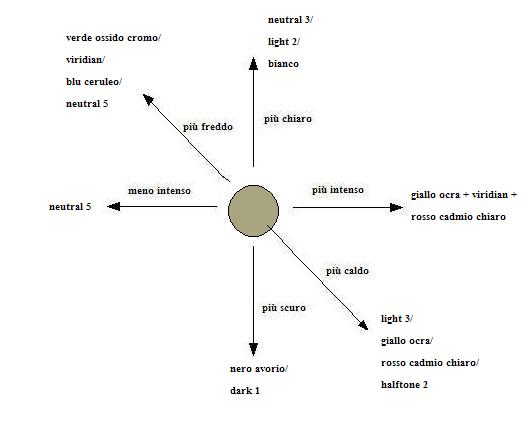 neutral 3/
light 2/
bianco
verde ossido cromo/
viridian/
blu ceruleo/
neutral 5
più chiaro
più freddo
meno intenso
più intenso
neutral 5
giallo ocra + viridian +
rosso cadmio chiaro
più caldo
più scuro
light 3/
giallo ocra/
rosso cadmio chiaro/
halftone 2
nero avorio/
dark 1